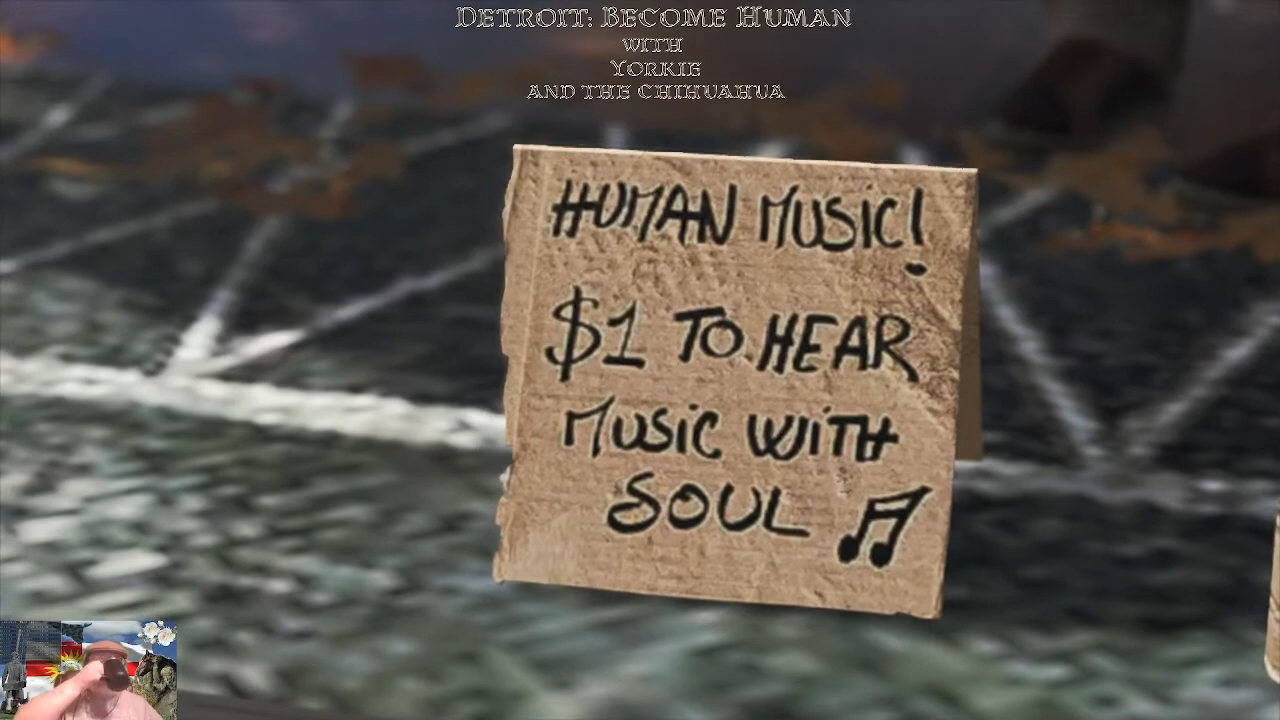 Detroit: Become Human
with
Yorkie
and the Chihuahua
HUMAN MUSIC!
$1 TO HEAR
MUSIC WITH
SOUL